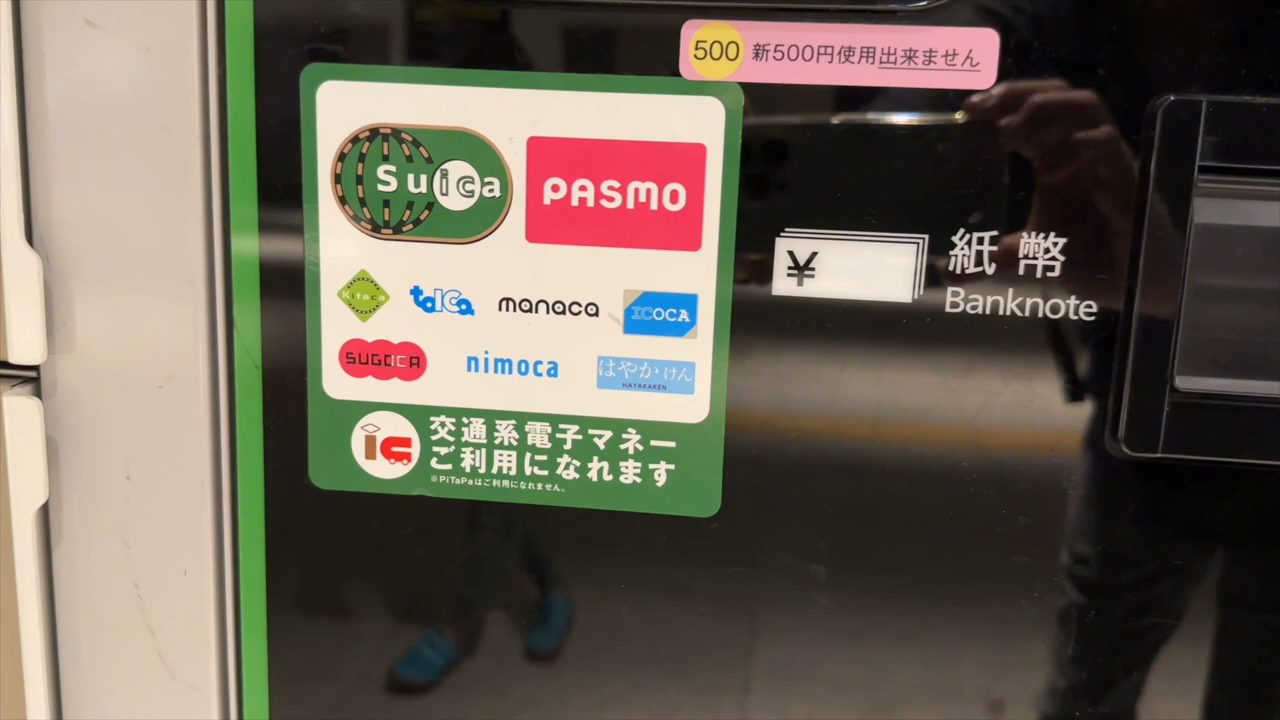 500 新500円使用出来ません
Suica
PASMO
¥
紙幣
Banknote
Kitaca
TOICa
manaca
ICOCA
SUGOCA
nimoca
はやかけん
HAYAKAKEN
IC
交通系電子マネー
ご利用になれます
※PiTaPaはご利用になれません。